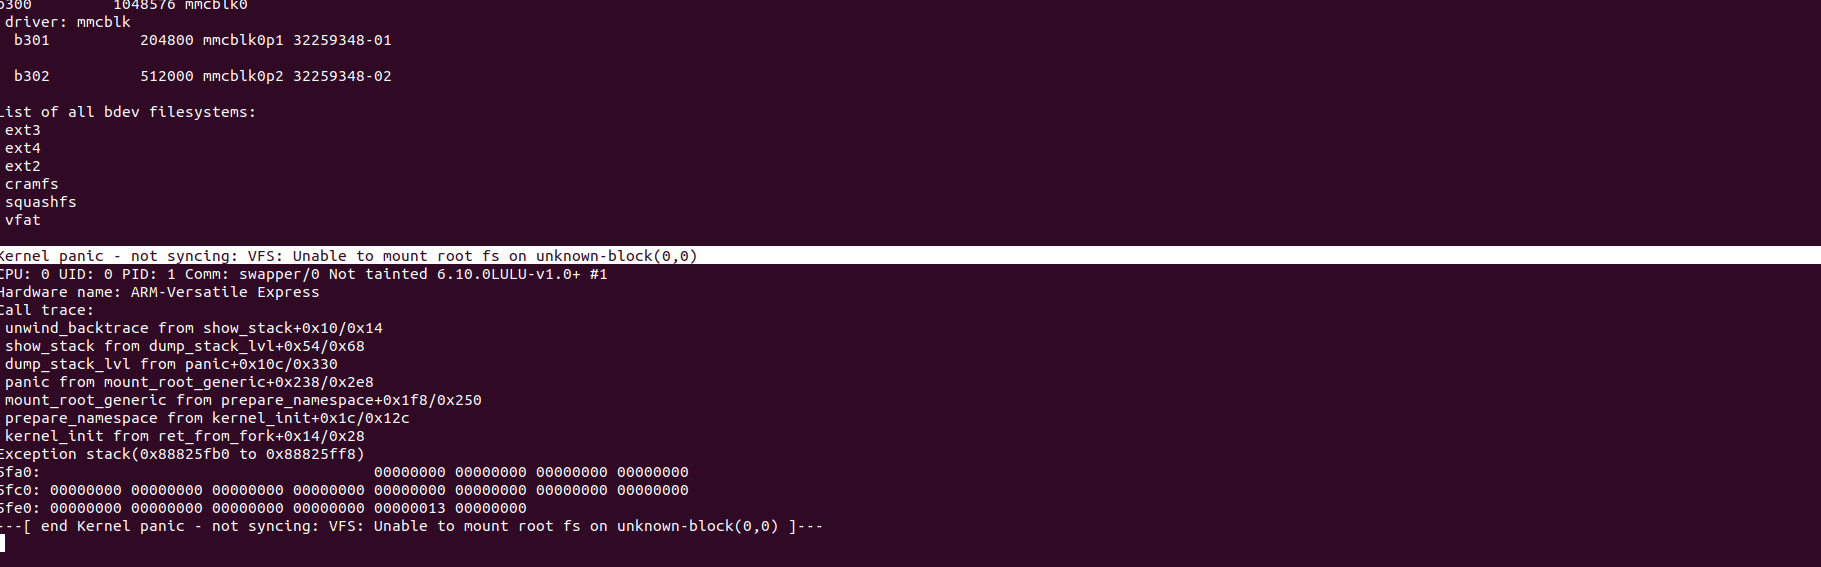 b300 1048576 mmcblk0
driver: mmcblk
b301 204800 mmcblk0p1 32259348-01
b302 512000 mmcblk0p2 32259348-02
List of all bdev filesystems:
ext3
ext4
ext2
cramfs
squashfs
vfat
Kernel panic - not syncing: VFS: Unable to mount root fs on unknown-block(0,0)
CPU: 0 UID: 0 PID: 1 Comm: swapper/0 Not tainted 6.10.0LULU-v1.0+ #1
Hardware name: ARM-Versatile Express
Call trace:
unwind_backtrace from show_stack+0x10/0x14
show_stack from dump_stack_lvl+0x54/0x68
dump_stack_lvl from panic+0x10c/0x330
panic from mount_root_generic+0x238/0x2e8
mount_root_generic from prepare_namespace+0x1f8/0x250
prepare_namespace from kernel_init+0x1c/0x12c
kernel_init from ret_from_fork+0x14/0x28
Exception stack(0x88825fb0 to 0x88825ff8)
5fa0: 00000000 00000000 00000000 00000000
5fc0: 00000000 00000000 00000000 00000000 00000000 00000000 00000000 00000000
5fe0: 00000000 00000000 00000000 00000000 00000013 00000000
---[ end Kernel panic - not syncing: VFS: Unable to mount root fs on unknown-block(0,0) ]---